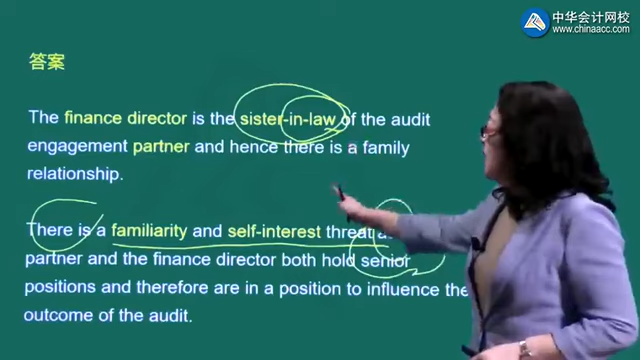 中华会计网校
www.chinaacc.com
答案
The finance director is the sister-in-law of the audit
engagement partner and hence there is a family
relationship.
There is a familiarity and self-interest threat
partner and the finance director both hold senior
positions and therefore are in a position to influence the
outcome of the audit.